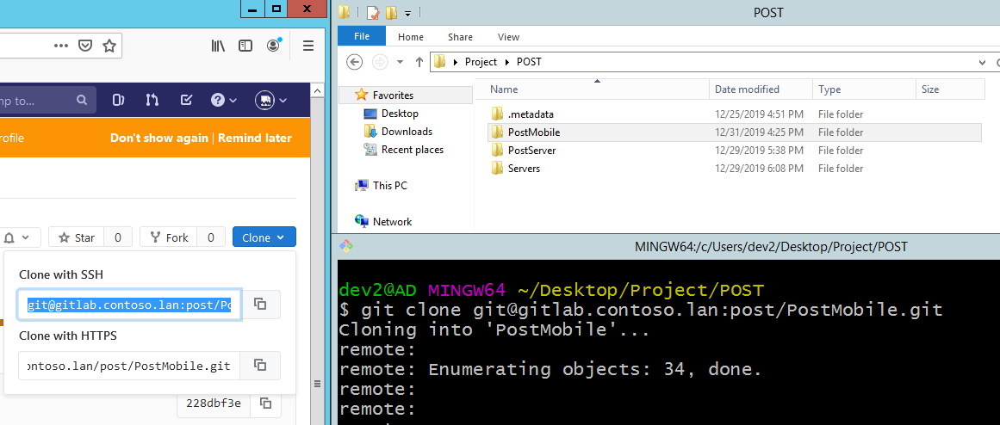 mp to...
rofile
Don't show again | Remind later
Star 0
Fork 0
Clone
Clone with SSH
git@gitlab.contoso.lan:post/Po
Clone with HTTPS
ontoso.lan/post/PostMobile.git
228dbf3e
POST
File Home Share View
Project POST
Favorites
Desktop
Downloads
Recent places
This PC
Network
Name Date modified Type Size
.metadata 12/25/2019 4:51 PM File folder
PostMobile 12/31/2019 4:25 PM File folder
PostServer 12/29/2019 5:38 PM File folder
Servers 12/29/2019 6:08 PM File folder
MINGW64:/c/Users/dev2/Desktop/Project/POST
dev2@AD MINGW64 ~/Desktop/Project/POST
$ git clone git@gitlab.contoso.lan:post/PostMobile.git
Cloning into 'PostMobile'...
remote:
remote: Enumerating objects: 34, done.
remote:
remote: